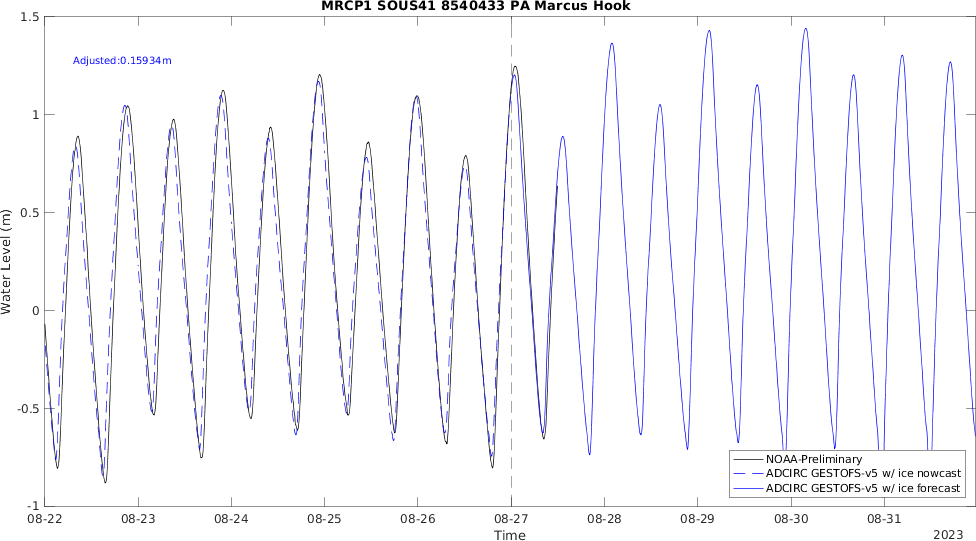 MRCP1 SOUS41 8540433 PA Marcus Hook
Adjusted:0.15934m
Water Level (m)
1.5
1
0.5
0
-0.5
-1
NOAA-Preliminary
ADCIRC GESTOFS-v5 w/ ice nowcast
ADCIRC GESTOFS-v5 w/ ice forecast
08-22 08-23 08-24 08-25 08-26 08-27 08-28 08-29 08-30 08-31
Time
2023